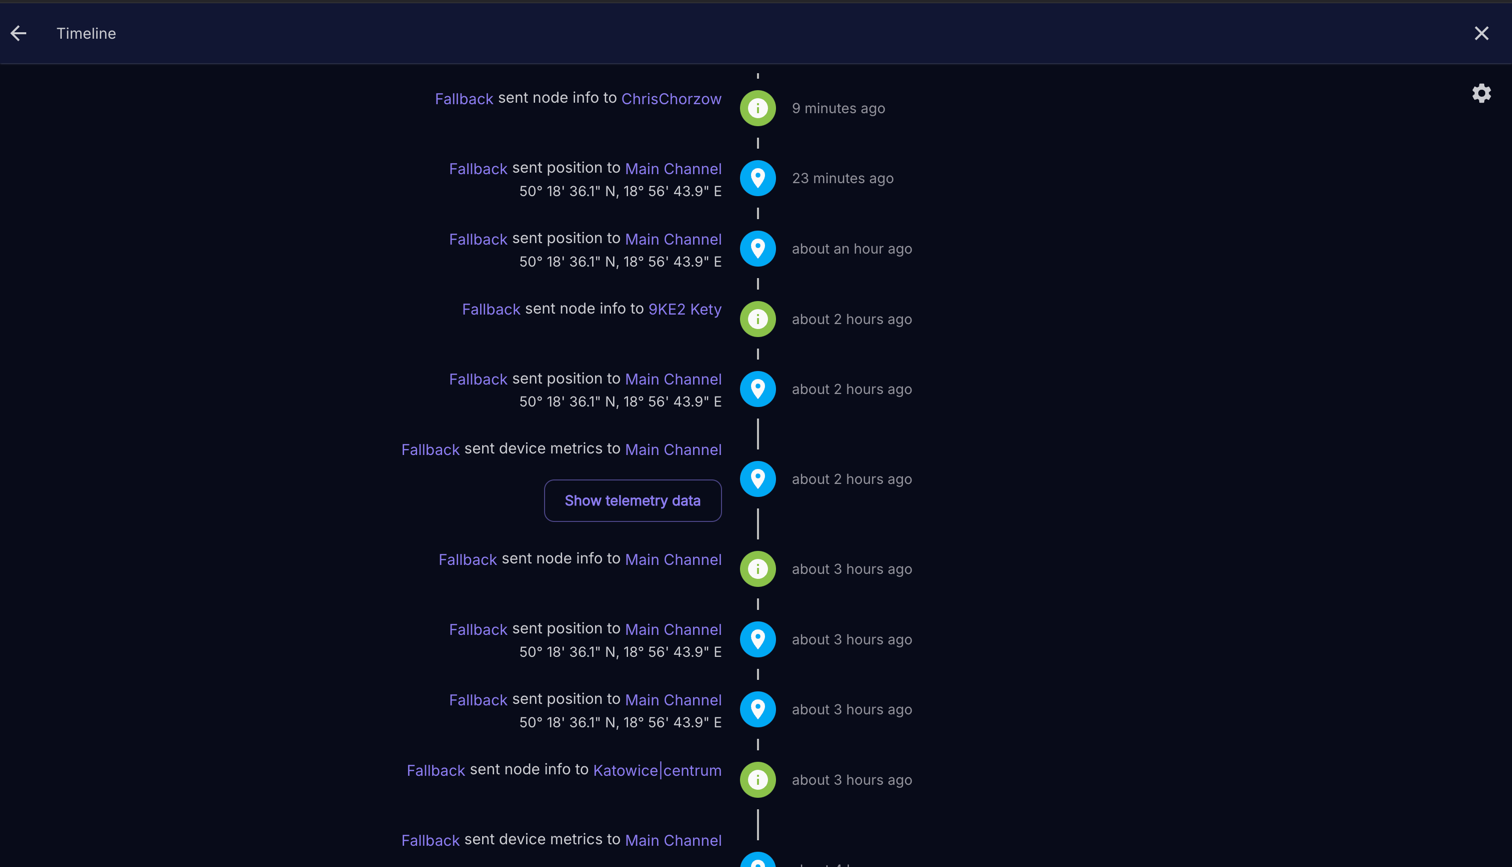 Timeline
Fallback sent node info to ChrisChorzow
9 minutes ago
Fallback sent position to Main Channel
50° 18' 36.1" N, 18° 56' 43.9" E
23 minutes ago
Fallback sent position to Main Channel
50° 18' 36.1" N, 18° 56' 43.9" E
about an hour ago
Fallback sent node info to 9KE2 Kety
about 2 hours ago
Fallback sent position to Main Channel
50° 18' 36.1" N, 18° 56' 43.9" E
about 2 hours ago
Fallback sent device metrics to Main Channel
about 2 hours ago
Show telemetry data
Fallback sent node info to Main Channel
about 3 hours ago
Fallback sent position to Main Channel
50° 18' 36.1" N, 18° 56' 43.9" E
about 3 hours ago
Fallback sent position to Main Channel
50° 18' 36.1" N, 18° 56' 43.9" E
about 3 hours ago
Fallback sent node info to Katowice|centrum
about 3 hours ago
Fallback sent device metrics to Main Channel